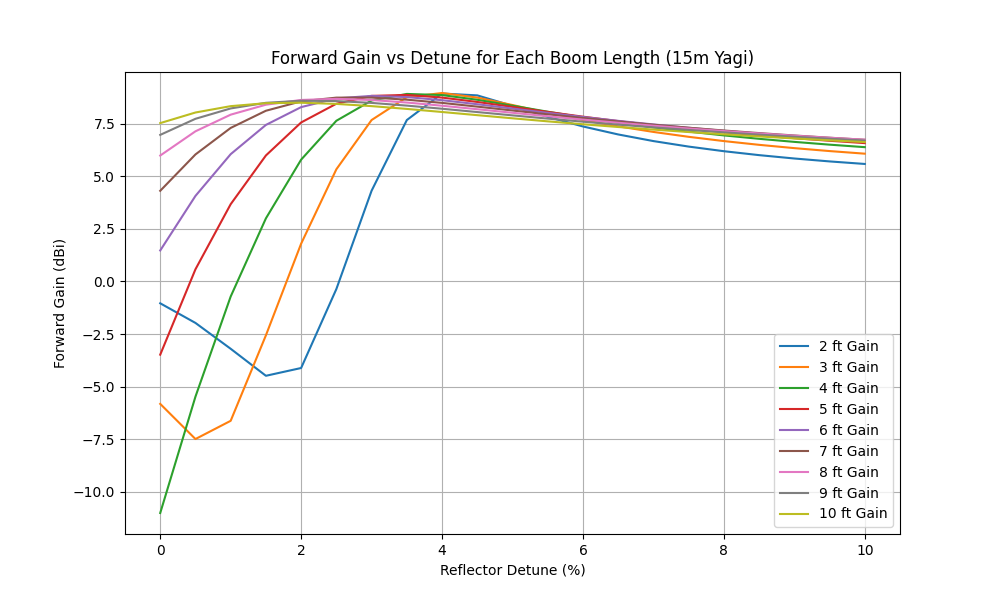 Forward Gain vs Detune for Each Boom Length (15m Yagi)
Forward Gain (dBi)
7.5
5.0
2.5
0.0
−2.5
−5.0
−7.5
−10.0
2 ft Gain
3 ft Gain
4 ft Gain
5 ft Gain
6 ft Gain
7 ft Gain
8 ft Gain
9 ft Gain
10 ft Gain
0 2 4 6 8 10
Reflector Detune (%)